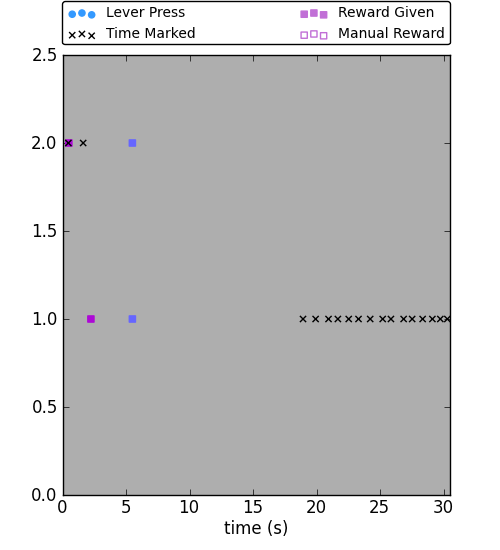 Lever Press
Reward Given
Time Marked
Manual Reward
2.5
2.0
1.5
1.0
0.5
0.0
0 5 10 15 20 25 30
time (s)